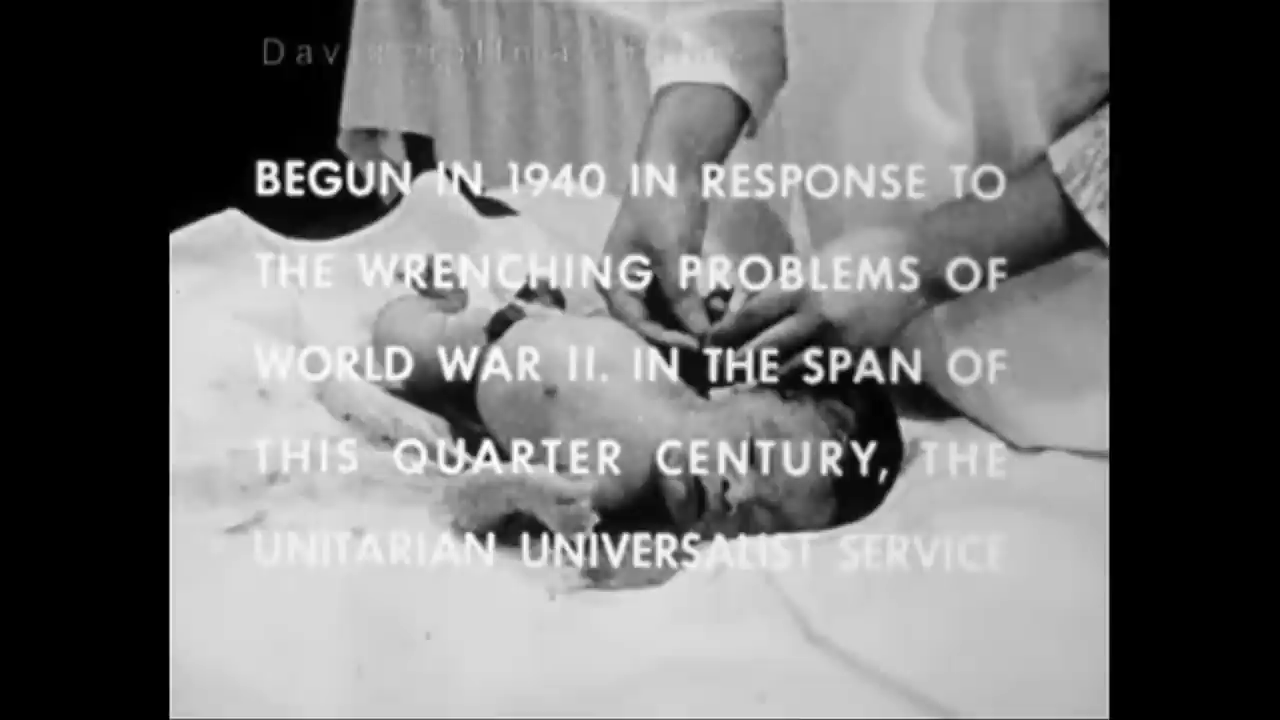 BEGUN IN 1940 IN RESPONSE TO
THE WRENCHING PROBLEMS OF
WORLD WAR II. IN THE SPAN OF
THIS QUARTER CENTURY, THE
UNITARIAN UNIVERSALIST SERVICE